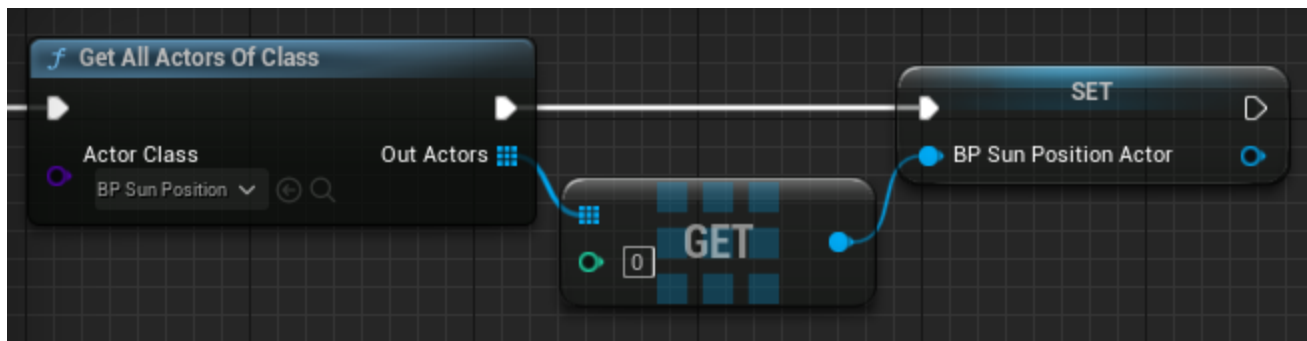 Get All Actors Of Class
SET
Actor Class
Out Actors
BP Sun Position Actor
BP Sun Position
GET
0